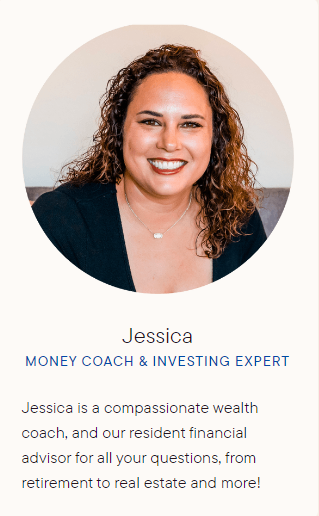 Jessica
MONEY COACH & INVESTING EXPERT
Jessica is a compassionate wealth
coach, and our resident financial
advisor for all your questions, from
retirement to real estate and more!